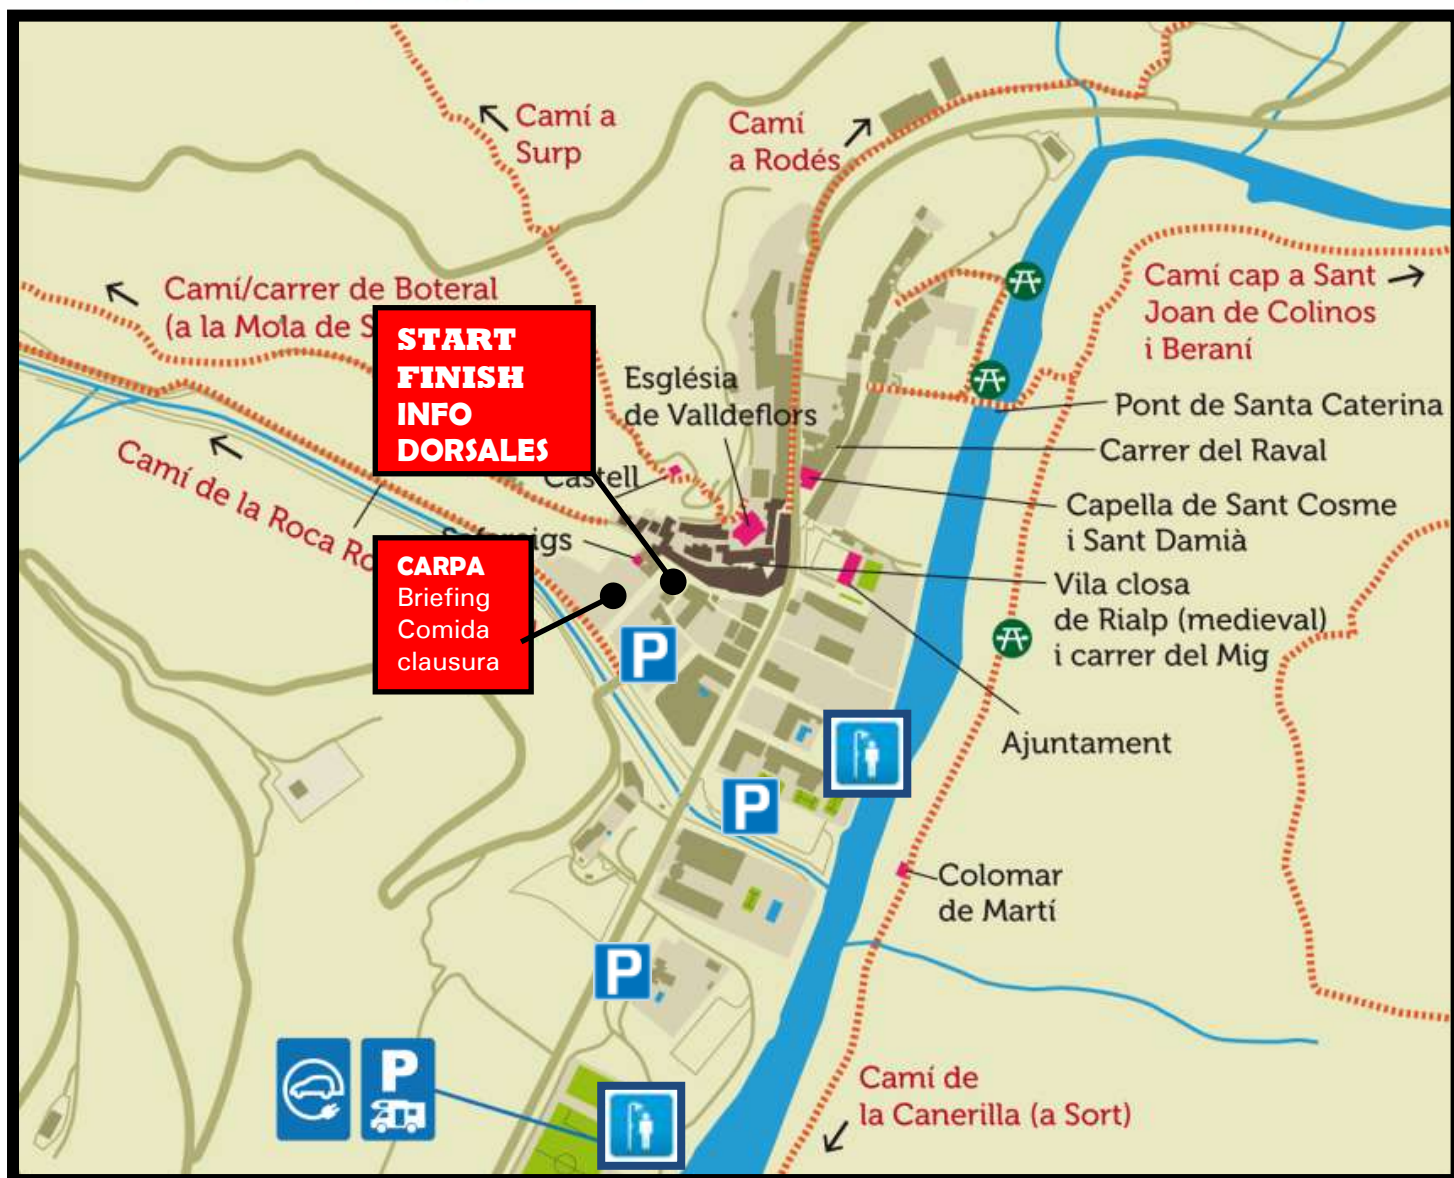 Camí a
Surp
Camí
a Rodés
Camí/carrer de Boteral
(a la Mola de S
Camí cap a Sant
Joan de Colinos
i Beraní
START
FINISH
INFO
DORSALES
Església
de Valldeflors
Pont de Santa Caterina
Carrer del Raval
Castell
Camí de la Roca Ro
Capella de Sant Cosme
i Sant Damià
CARPA
Briefing
Comida
clausura
Vila closa
de Rialp (medieval)
i carrer del Mig
P
Ajuntament
P
Colomar
de Martí
P
P
Camí de
la Canerilla (a Sort)